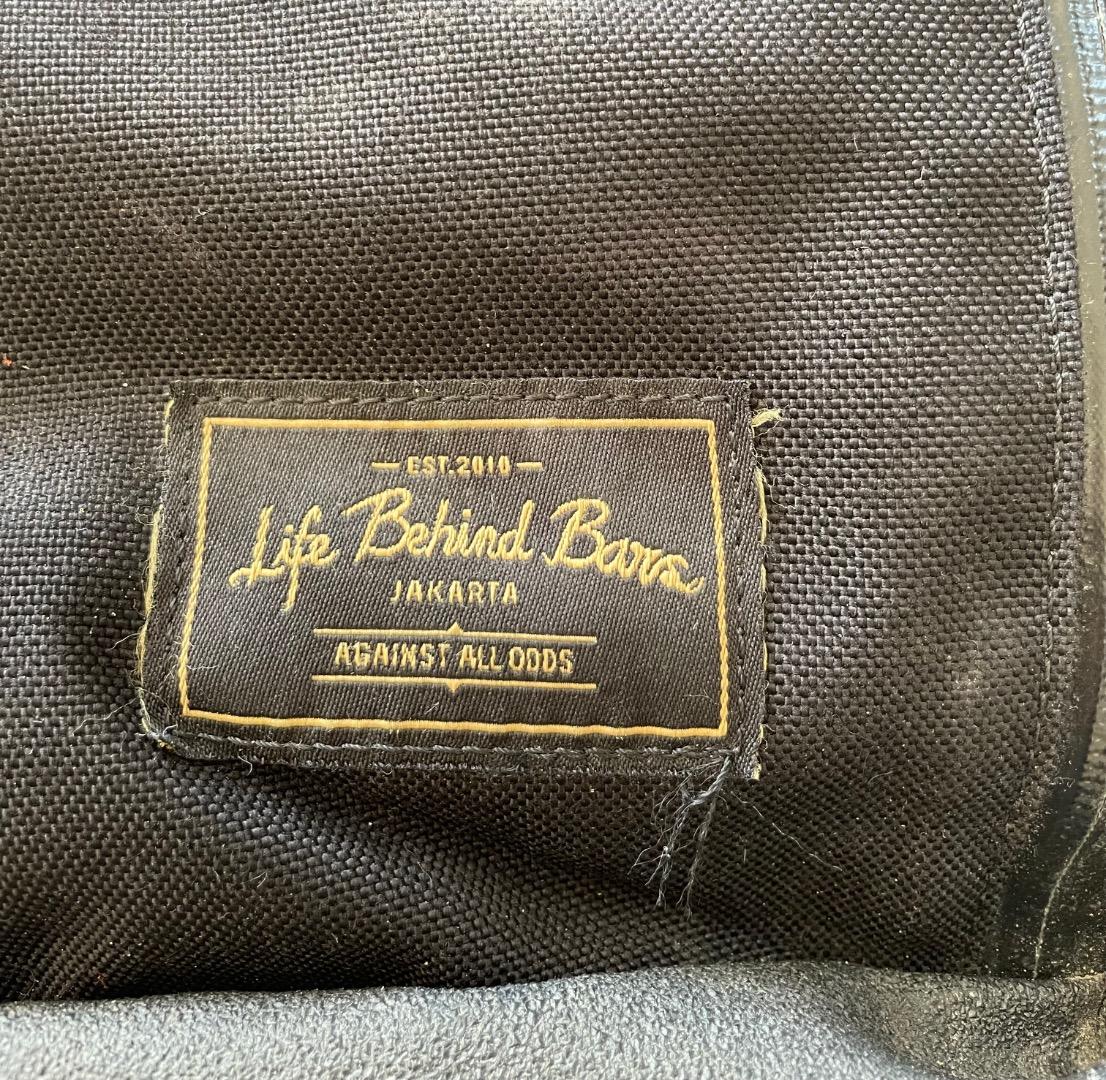 — EST.2010 —
Life Behind Bars
JAKARTA
AGAINST ALL ODDS